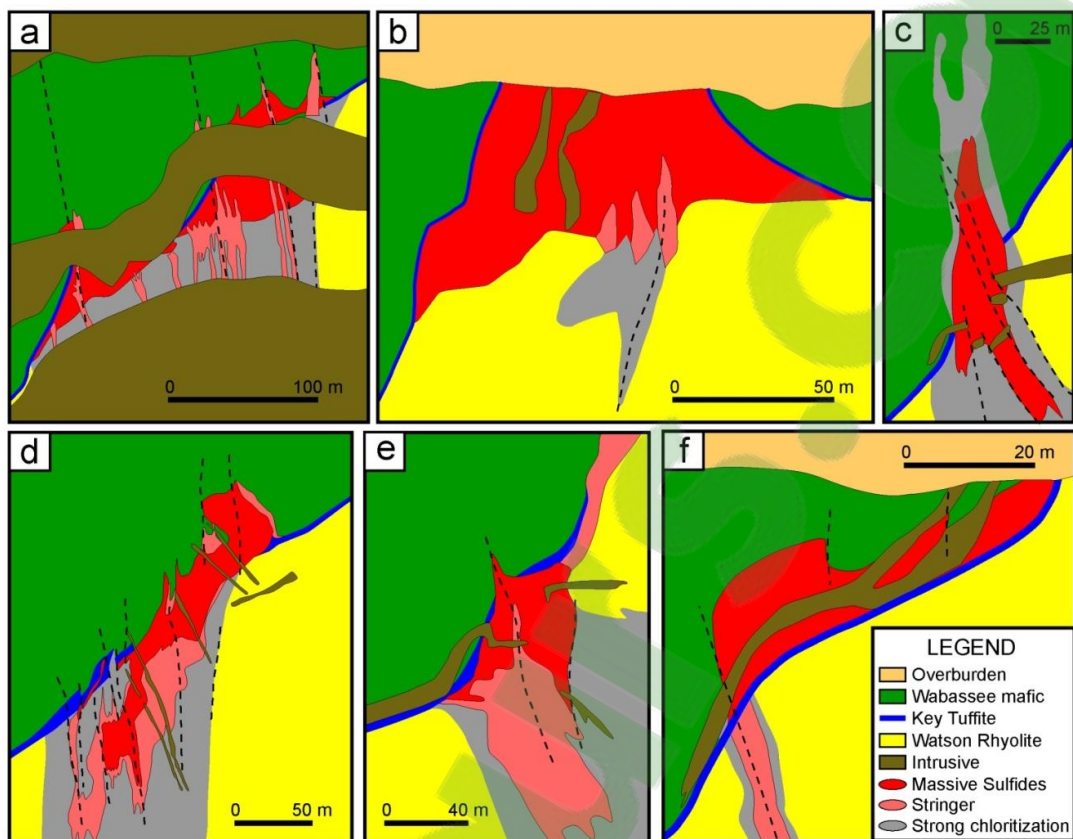 a
0 100 m
b
0 50 m
c
0 25 m
d
0 50 m
e
0 40 m
f
0 20 m
LEGEND
Overburden
Wabassee mafic
Key Tuffite
Watson Rhyolite
Intrusive
Massive Sulfides
Stringer
Strong chloritization